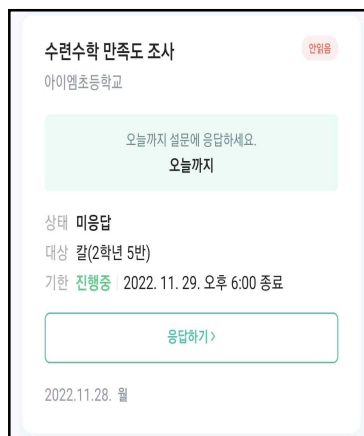 수련수학 만족도 조사
안읽음
아이엠초등학교
오늘까지 설문에 응답하세요.
오늘까지
상태 미응답
대상 칼(2학년 5반)
기한 진행중 | 2022. 11. 29. 오후 6:00 종료
응답하기 >
2022.11.28. 월